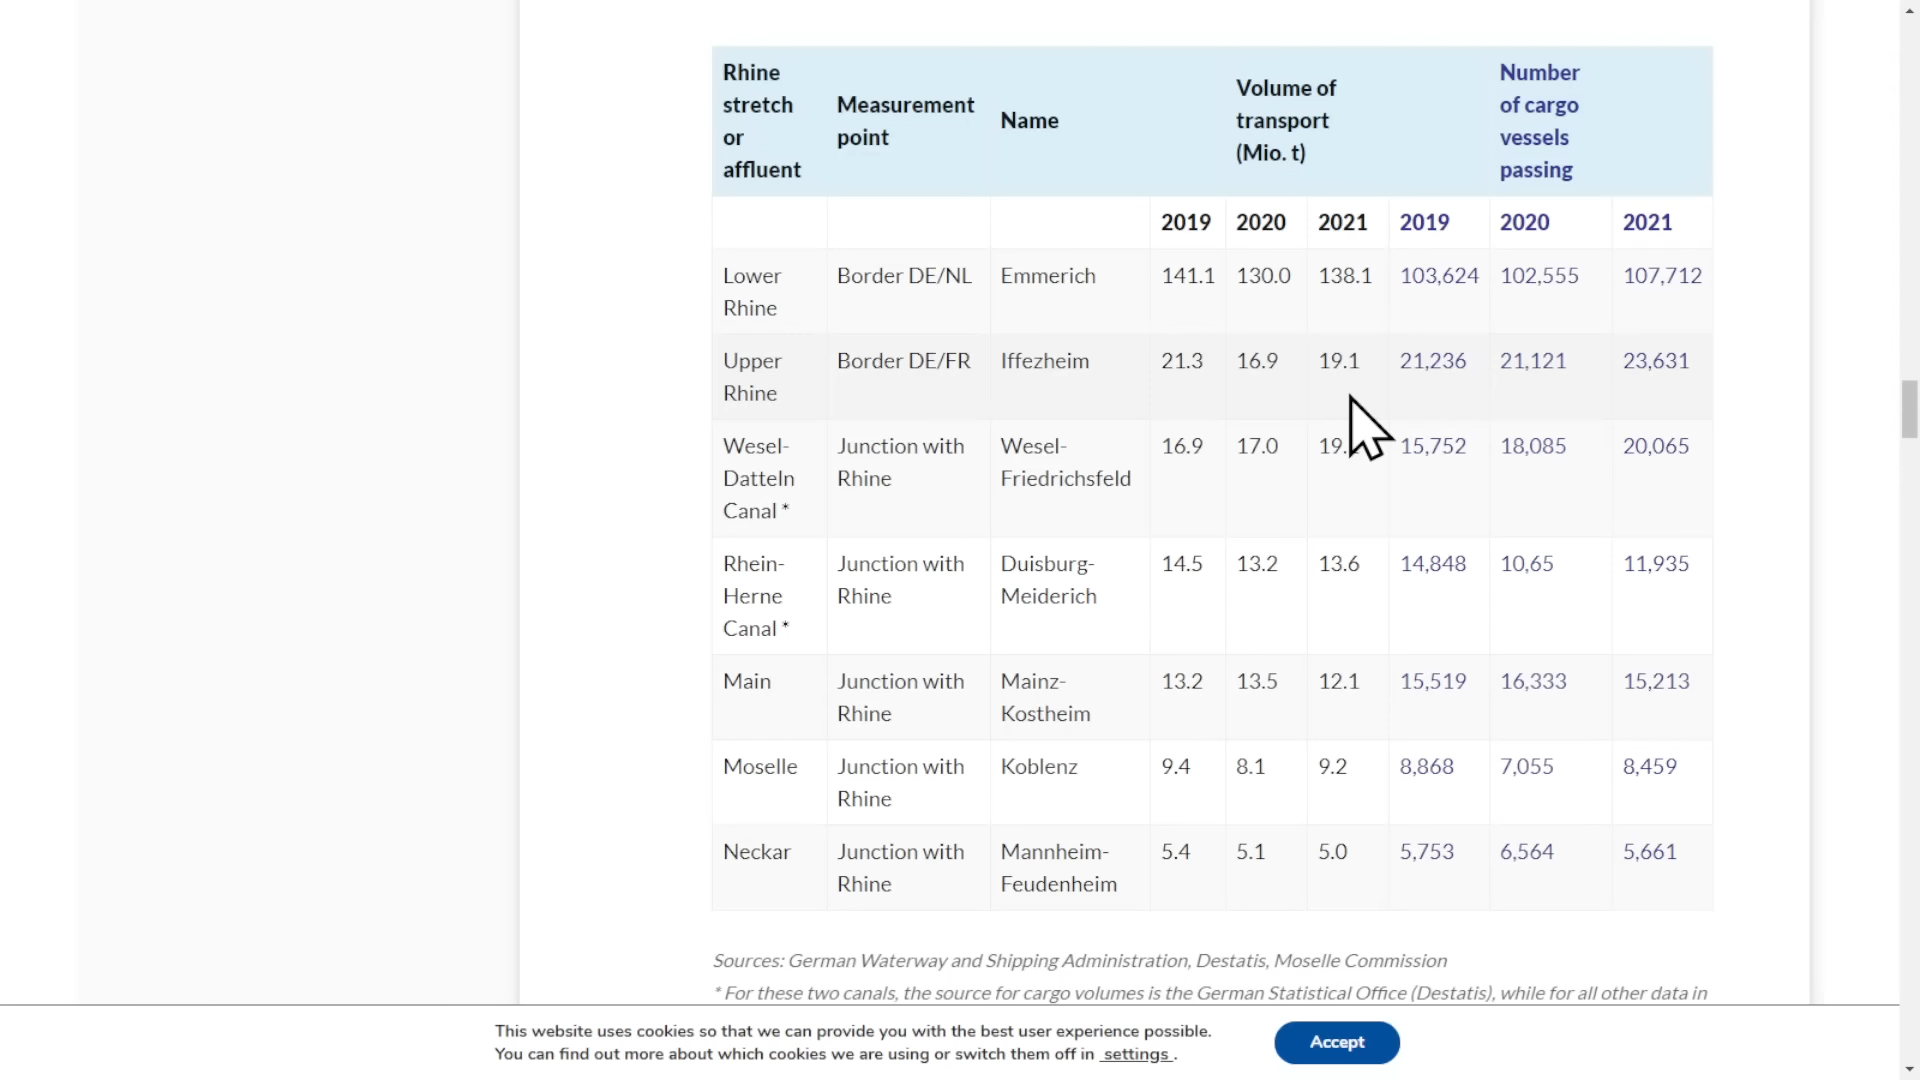 Rhine stretch or affluent Measurement point Name Volume of transport (Mio. t) Number of cargo vessels passing
2019 2020 2021 2019 2020 2021
Lower Rhine Border DE/NL Emmerich 141.1 130.0 138.1 103,624 102,555 107,712
Upper Rhine Border DE/FR Iffezheim 21.3 16.9 19.1 21,236 21,121 23,631
Wesel-Datteln Canal * Junction with Rhine Wesel-Friedrichsfeld 16.9 17.0 15,752 18,085 20,065
Rhein-Herne Canal * Junction with Rhine Duisburg-Meiderich 14.5 13.2 13.6 14,848 10,65 11,935
Main Junction with Rhine Mainz-Kostheim 13.2 13.5 12.1 15,519 16,333 15,213
Moselle Junction with Rhine Koblenz 9.4 8.1 9.2 8,868 7,055 8,459
Neckar Junction with Rhine Mannheim-Feudenheim 5.4 5.1 5.0 5,753 6,564 5,661
Sources: German Waterway and Shipping Administration, Destatis, Moselle Commission
* For these two canals, the source for cargo volumes is the German Statistical Office (Destatis), while for all other data in
This website uses cookies so that we can provide you with the best user experience possible.
You can find out more about which cookies we are using or switch them off in settings .
Accept